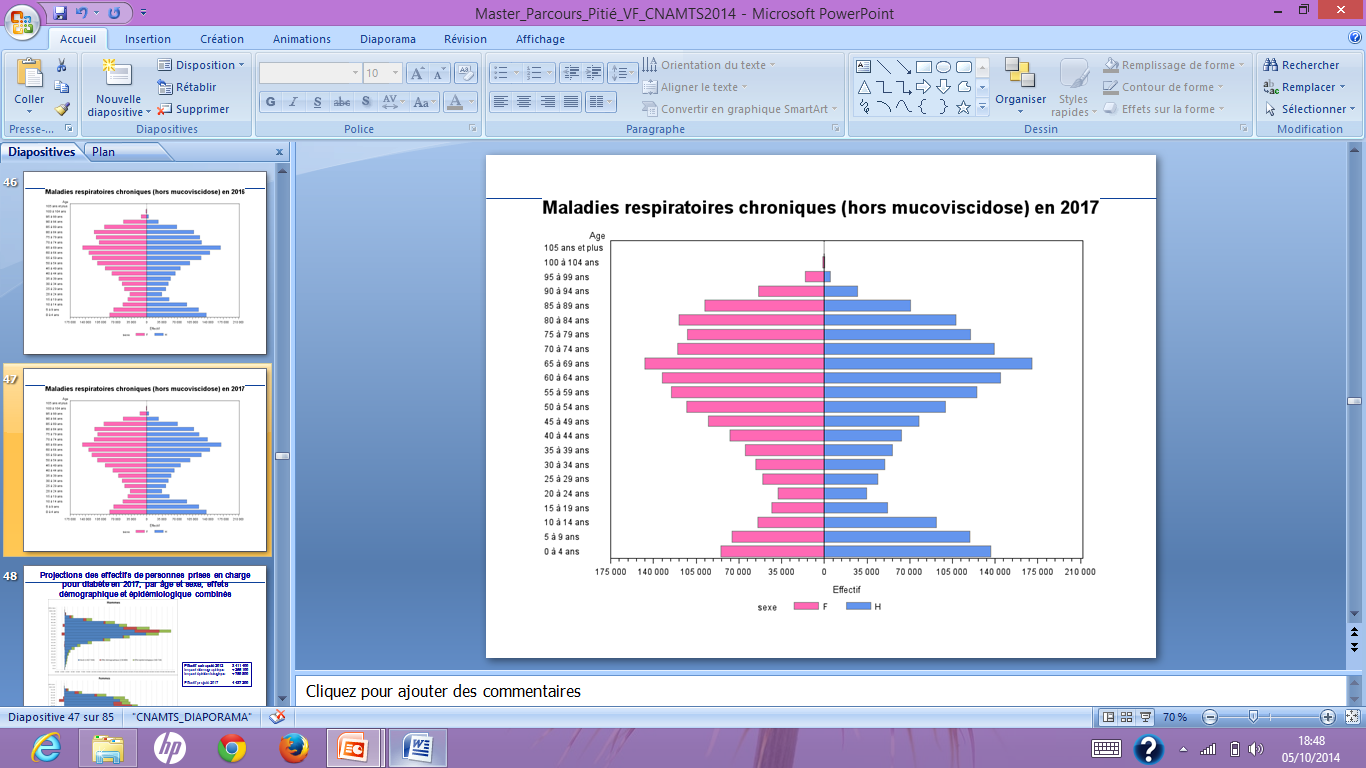 Master_Parcours_Pitié_VF_CNAMTS2014 - Microsoft PowerPoint
Accueil Insertion Création Animations Diaporama Révision Affichage
Coller
Nouvelle diapositive
Disposition
Rétablir
Supprimer
10
G I S abc S AV Aa A
Orientation du texte
Aligner le texte
Convertir en graphique SmartArt
Organiser
Styles rapides
Remplissage de forme
Contour de forme
Effets sur la forme
Rechercher
Remplacer
Sélectionner
Presse-... Diapositives Police Paragraphe Dessin Modification
Diapositives Plan x
46
Maladies respiratoires chroniques (hors mucoviscidose) en 2016
47
Maladies respiratoires chroniques (hors mucoviscidose) en 2017
48
Projections des effectifs de personnes prises en charge
pour diabète en 2017, par âge et sexe, effets
démographique et épidémiologique combinés
Maladies respiratoires chroniques (hors mucoviscidose) en 2017
Age
105 ans et plus
100 à 104 ans
95 à 99 ans
90 à 94 ans
85 à 89 ans
80 à 84 ans
75 à 79 ans
70 à 74 ans
65 à 69 ans
60 à 64 ans
55 à 59 ans
50 à 54 ans
45 à 49 ans
40 à 44 ans
35 à 39 ans
30 à 34 ans
25 à 29 ans
20 à 24 ans
15 à 19 ans
10 à 14 ans
5 à 9 ans
0 à 4 ans
175 000 140 000 105 000 70 000 35 000 0 35 000 70 000 105 000 140 000 175 000 210 000
Effectif
sexe F H
Cliquez pour ajouter des commentaires
Diapositive 47 sur 85 "CNAMTS_DIAPORAMA" 70 %
18:48
05/10/2014